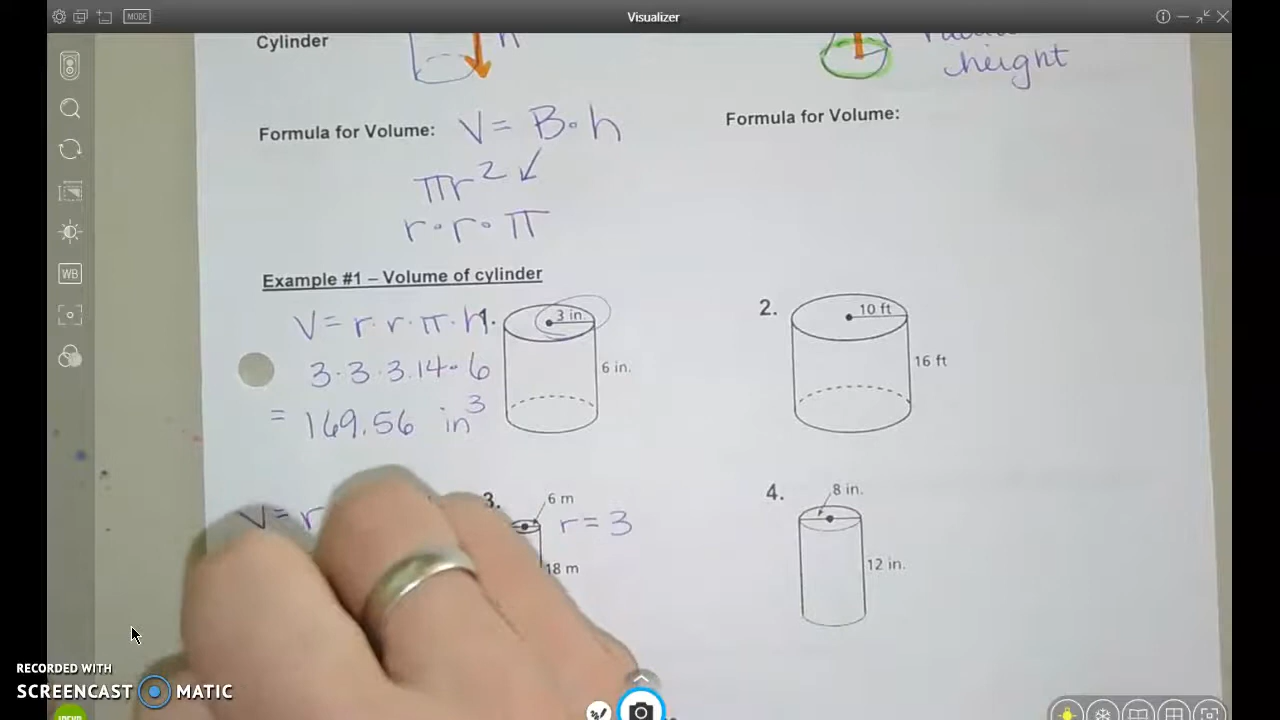 MODE
Visualizer
Cylinder
h
height
Formula for Volume: V = B · h
πr²
r · r · π
Formula for Volume:
Example #1 – Volume of cylinder
V = r · r · π · h
1.
3 in.
6 in.
3 · 3 · 3.14 · 6
= 169.56 in³
2.
10 ft
16 ft
V = r
3.
6 m
r = 3
18 m
4.
8 in.
12 in.
WB
RECORDED WITH
SCREENCAST MATIC